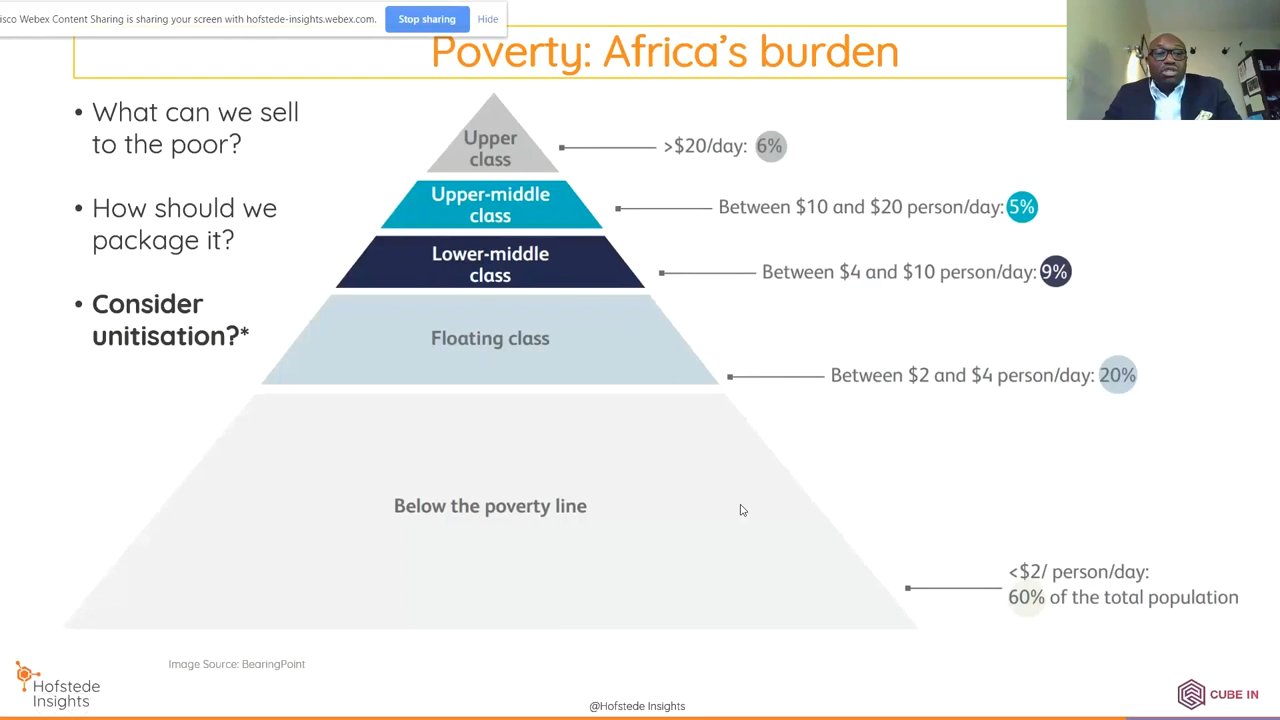 isco Webex Content Sharing is sharing your screen with hofstede-insights.webex.com.
Stop sharing
Hide
Poverty: Africa's burden
• What can we sell
to the poor?
• How should we
package it?
• Consider
unitisation?*
Upper
class
>$20/day: 6%
Upper-middle
class
Between $10 and $20 person/day: 5%
Lower-middle
class
Between $4 and $10 person/day: 9%
Floating class
Between $2 and $4 person/day: 20%
Below the poverty line
<$2/ person/day:
60% of the total population
Image Source: BearingPoint
Hofstede
Insights
@Hofstede Insights
CUBE IN